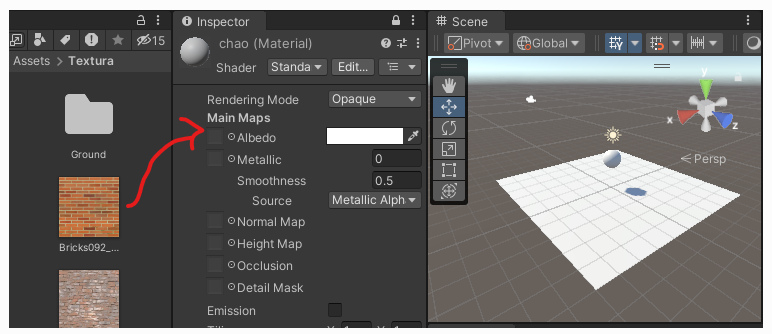 Inspector
Scene
15
chao (Material)
Pivot
Global
Assets > Textura
Shader
Standa
Edit...
Rendering Mode
Opaque
Main Maps
Albedo
Metallic
0
Smoothness
0.5
Source
Metallic Alph
Normal Map
Height Map
Occlusion
Detail Mask
Emission
Ground
Bricks092_...
y
x
z
Persp